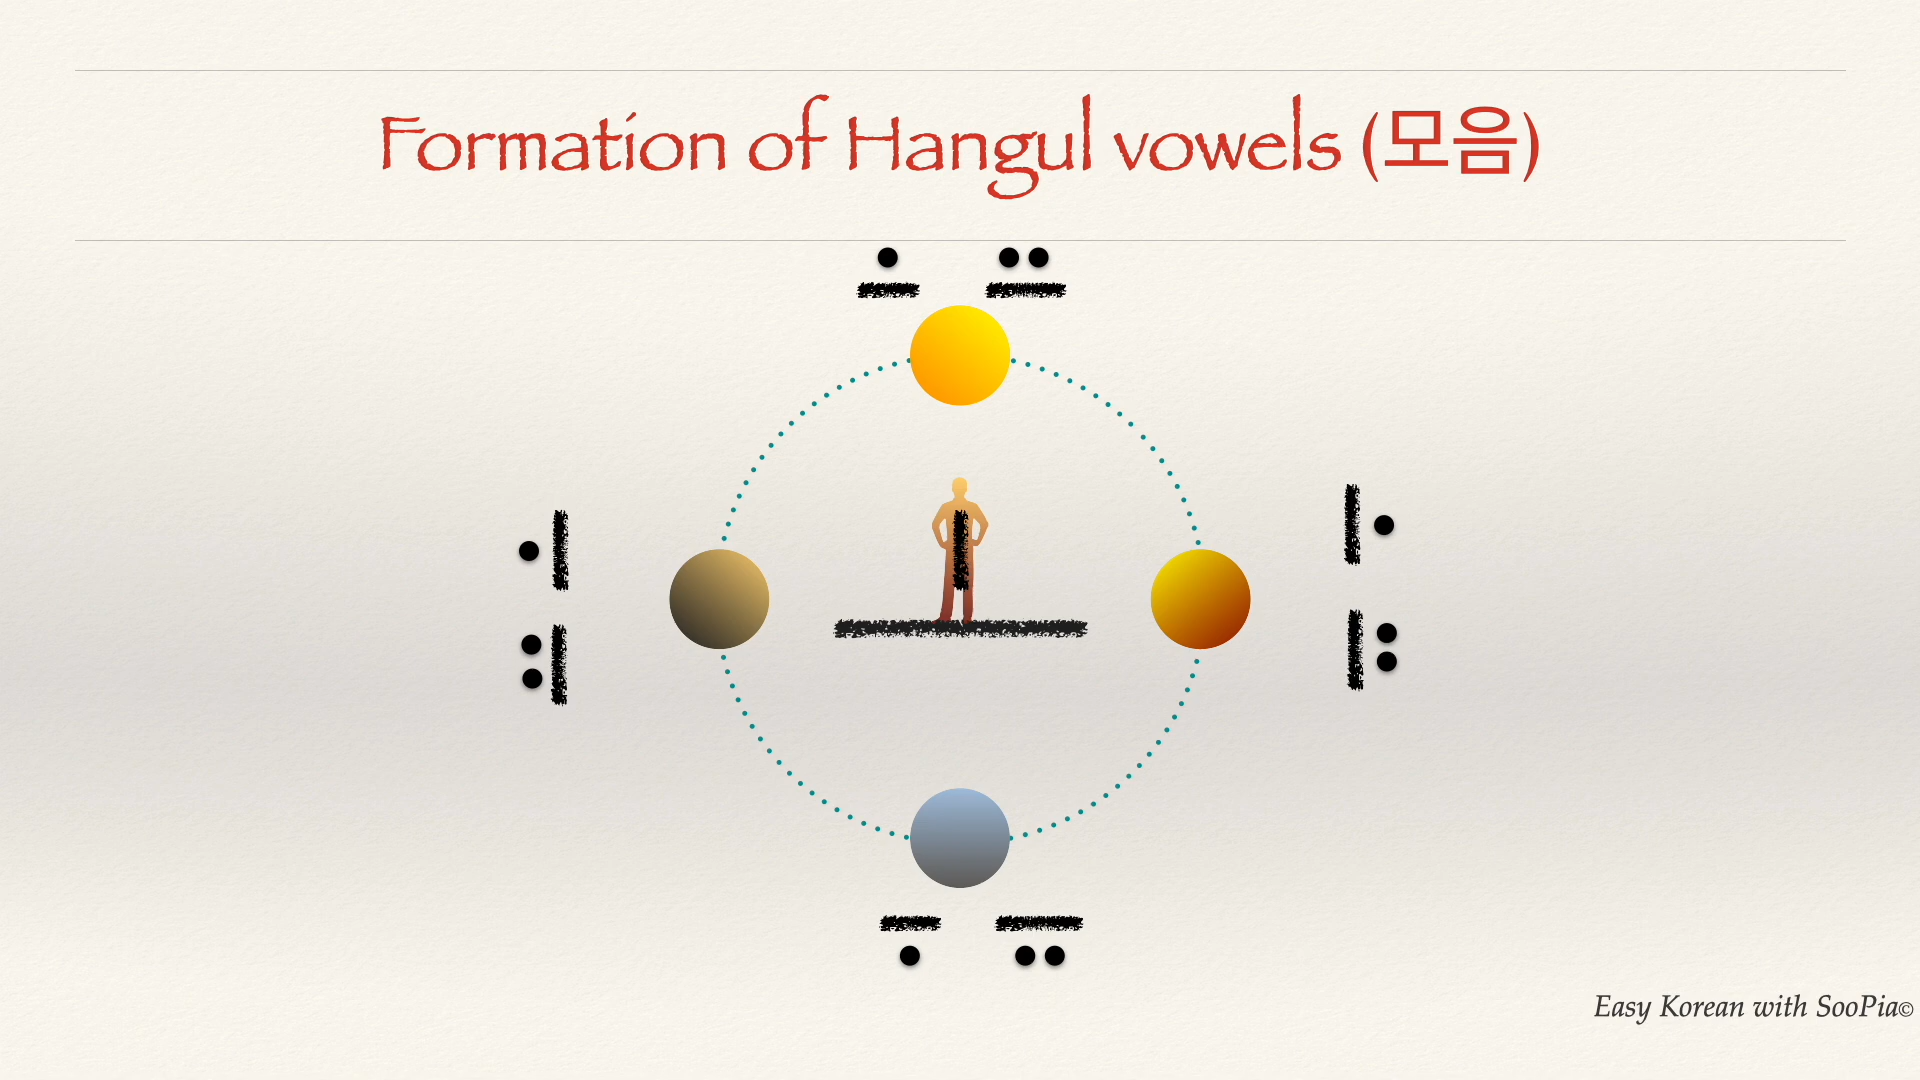 Formation of Hangul vowels (모음)
ㅗ ㅛ
ㅓ ㅣ ㅏ
ㅕ ㅡ ㅑ
ㅜ ㅠ
Easy Korean with SooPia©